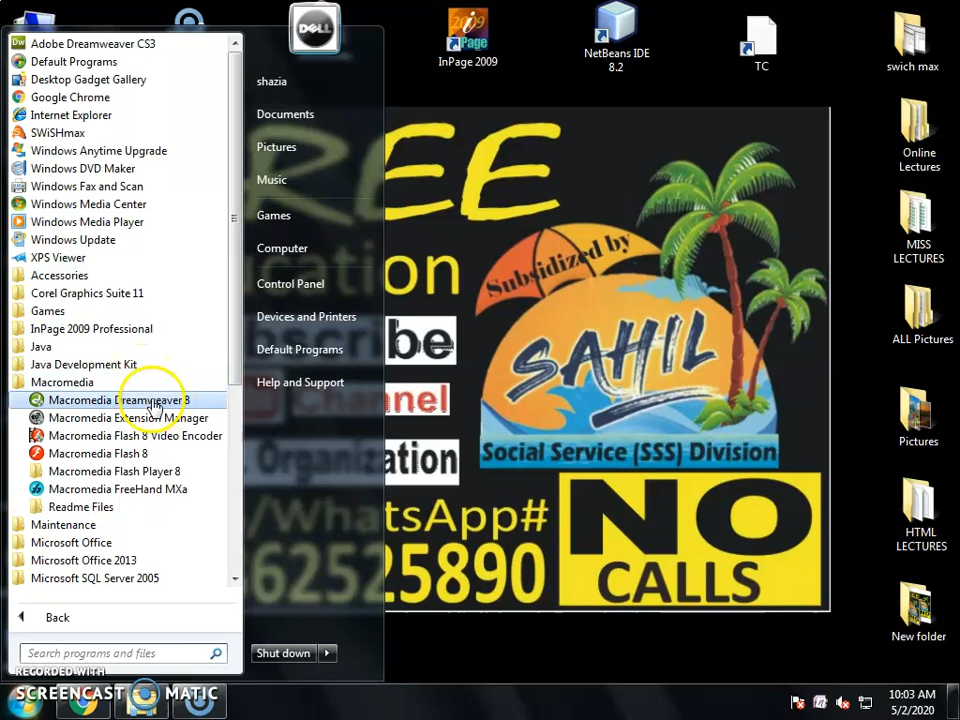 Adobe Dreamweaver CS3
Default Programs
Desktop Gadget Gallery
Google Chrome
Internet Explorer
SWiSHmax
Windows Anytime Upgrade
Windows DVD Maker
Windows Fax and Scan
Windows Media Center
Windows Media Player
Windows Update
XPS Viewer
Accessories
Corel Graphics Suite 11
Games
InPage 2009 Professional
Java
Java Development Kit
Macromedia
Macromedia Dreamweaver 8
Macromedia Extension Manager
Macromedia Flash 8 Video Encoder
Macromedia Flash 8
Macromedia Flash Player 8
Macromedia FreeHand MXa
Readme Files
Maintenance
Microsoft Office
Microsoft Office 2013
Microsoft SQL Server 2005
Back
Search programs and files
DELL
shazia
Documents
Pictures
Music
Games
Computer
Control Panel
Devices and Printers
Default Programs
Help and Support
Shut down
2009
InPage
InPage 2009
NetBeans IDE
8.2
TC
swich max
Online
Lectures
MISS
LECTURES
ALL Pictures
Pictures
HTML
LECTURES
New folder
FREE
Subsidized by
SAHIL
Social Service (SSS) Division
NO
CALLS
/WhatsApp#
62525890
RECORDED WITH
SCREENCAST MATIC
10:03 AM
5/2/2020